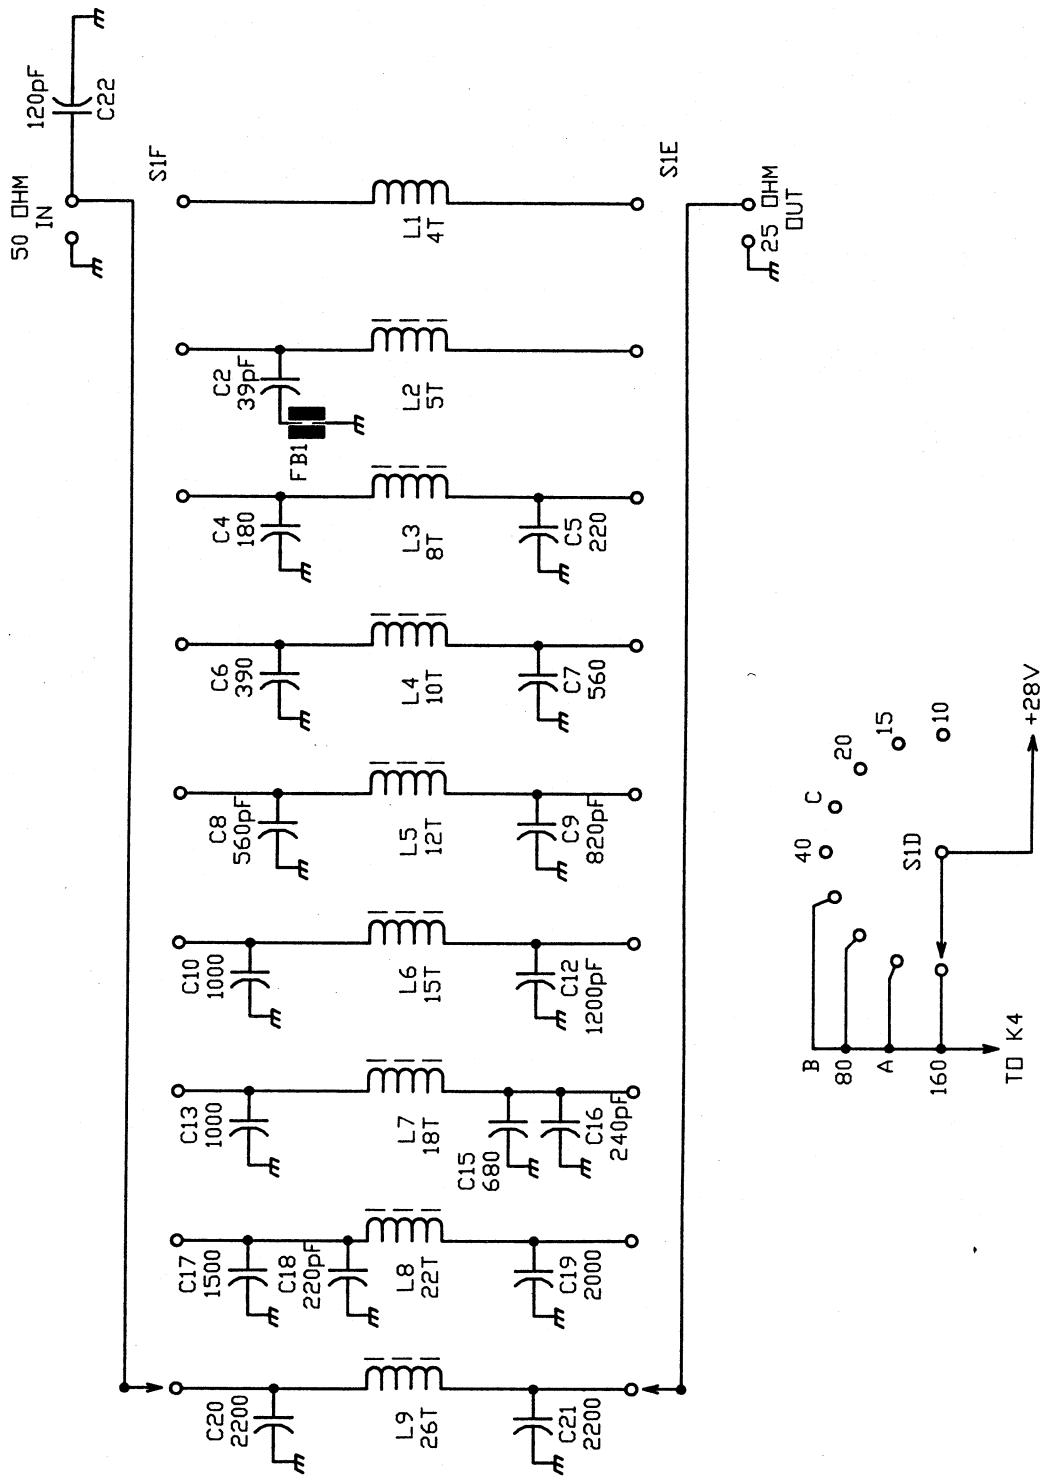 120pF
C22
50 OHM
IN
S1F
L1
4T
S1E
25 OHM
OUT
C2
39pF
FB1
L2
5T
C4
180
L3
8T
C5
220
C6
390
L4
10T
C7
560
C8
560pF
L5
12T
C9
820pF
C10
1000
L6
15T
C12
1200pF
C13
1000
L7
18T
C15
680
C16
240pF
C17
1500
C18
220pF
L8
22T
C19
2000
C20
2200
L9
26T
C21
2200
B
80
A
160
TO K4
40
C
20
15
10
S1D
+28V